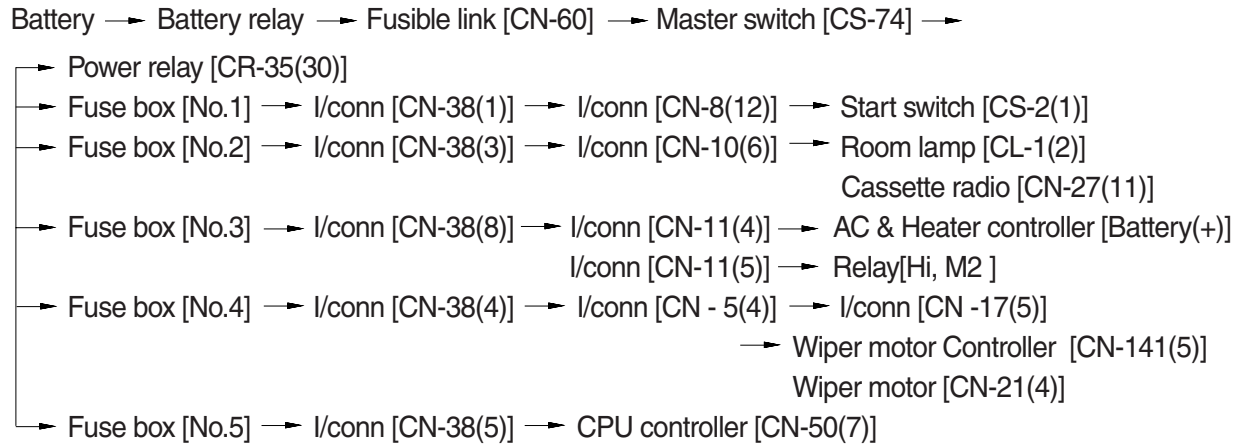 Battery → Battery relay → Fusible link [CN-60] → Master switch [CS-74] →
→ Power relay [CR-35(30)]
→ Fuse box [No.1] → I/conn [CN-38(1)] → I/conn [CN-8(12)] → Start switch [CS-2(1)]
→ Fuse box [No.2] → I/conn [CN-38(3)] → I/conn [CN-10(6)] → Room lamp [CL-1(2)]
Cassette radio [CN-27(11)]
→ Fuse box [No.3] → I/conn [CN-38(8)] → I/conn [CN-11(4)] → AC & Heater controller [Battery(+)]
I/conn [CN-11(5)] → Relay[Hi, M2 ]
→ Fuse box [No.4] → I/conn [CN-38(4)] → I/conn [CN - 5(4)] → I/conn [CN -17(5)]
→ Wiper motor Controller [CN-141(5)]
Wiper motor [CN-21(4)]
→ Fuse box [No.5] → I/conn [CN-38(5)] → CPU controller [CN-50(7)]